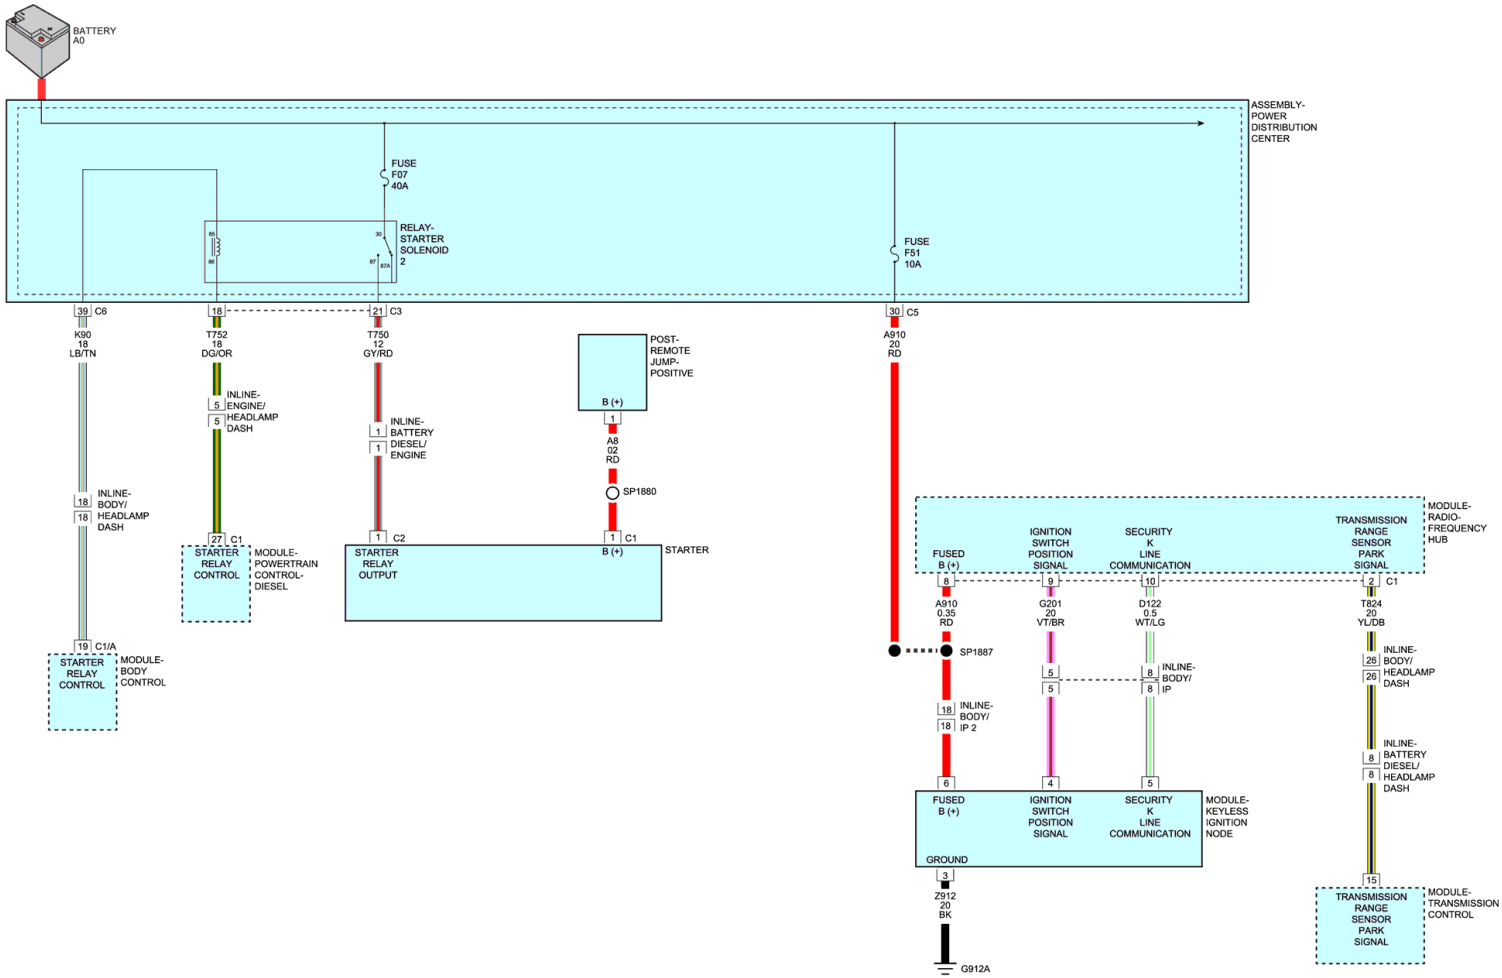 BATTERY
A0
ASSEMBLY-
POWER
DISTRIBUTION
CENTER
FUSE
F07
40A
RELAY-
STARTER
SOLENOID
2
85
86
30
87
87A
FUSE
F51
10A
39 C6
18
21 C3
30 C5
K90
18
LB/TN
T752
18
DG/OR
T750
12
GY/RD
A910
20
RD
POST-
REMOTE
JUMP-
POSITIVE
B (+)
1
A8
02
RD
SP1880
INLINE-
ENGINE/
HEADLAMP
DASH
5
5
INLINE-
BATTERY
DIESEL/
ENGINE
1
1
INLINE-
BODY/
HEADLAMP
DASH
18
18
27 C1
STARTER
RELAY
CONTROL
MODULE-
POWERTRAIN
CONTROL-
DIESEL
1 C2
STARTER
RELAY
OUTPUT
1 C1
B (+)
STARTER
19 C1/A
STARTER
RELAY
CONTROL
MODULE-
BODY
CONTROL
MODULE-
RADIO-
FREQUENCY
HUB
FUSED
B (+)
IGNITION
SWITCH
POSITION
SIGNAL
SECURITY
K
LINE
COMMUNICATION
TRANSMISSION
RANGE
SENSOR
PARK
SIGNAL
8
9
10
2 C1
A910
0.35
RD
G201
20
VT/BR
D122
0.5
WT/LG
T824
20
YL/DB
SP1887
5
5
8
8
INLINE-
BODY/
IP
26
26
INLINE-
BODY/
HEADLAMP
DASH
18
18
INLINE-
BODY/
IP 2
8
8
INLINE-
BATTERY
DIESEL/
HEADLAMP
DASH
6
4
5
FUSED
B (+)
IGNITION
SWITCH
POSITION
SIGNAL
SECURITY
K
LINE
COMMUNICATION
MODULE-
KEYLESS
IGNITION
NODE
GROUND
3
Z912
20
BK
G912A
15
TRANSMISSION
RANGE
SENSOR
PARK
SIGNAL
MODULE-
TRANSMISSION
CONTROL